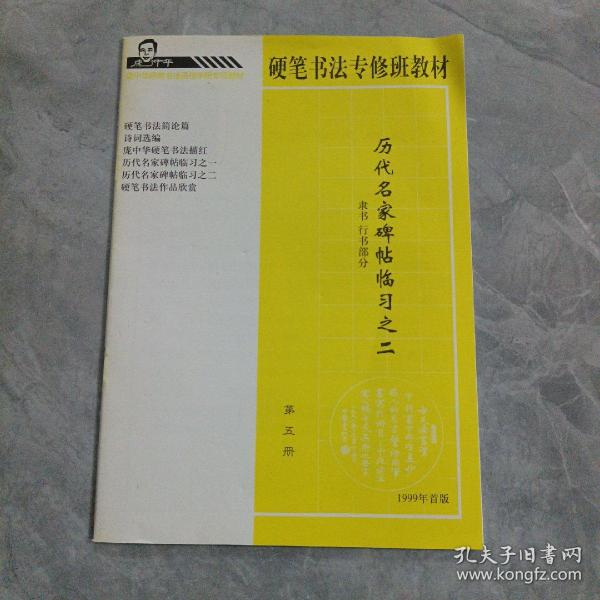 庞中华
硬笔书法专修班教材
硬笔书法简论篇
诗词选编
庞中华硬笔书法描红
历代名家碑帖临习之一
历代名家碑帖临习之二
硬笔书法作品欣赏
历代名家碑帖临习之二
隶书 行书部分
第五册
1999年首版
孔夫子旧书网
www.kongfz.com